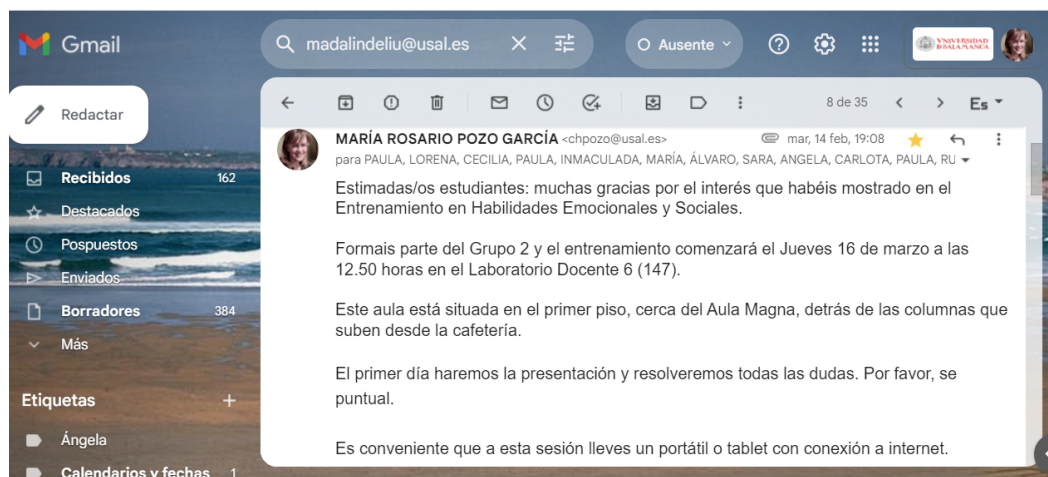 Gmail
madalindeliu@usal.es
Ausente
VNiVERSiDAD
Redactar
8 de 35
Es
Recibidos 162
Destacados
Pospuestos
Enviados
Borradores 384
Más
Etiquetas
Ángela
Calendarios y fechas 1
MARÍA ROSARIO POZO GARCÍA <chpozo@usal.es> mar, 14 feb, 19:08
para PAULA, LORENA, CECILIA, PAULA, INMACULADA, MARÍA, ÁLVARO, SARA, ANGELA, CARLOTA, PAULA, RU
Estimadas/os estudiantes: muchas gracias por el interés que habéis mostrado en el
Entrenamiento en Habilidades Emocionales y Sociales.
Formais parte del Grupo 2 y el entrenamiento comenzará el Jueves 16 de marzo a las
12.50 horas en el Laboratorio Docente 6 (147).
Este aula está situada en el primer piso, cerca del Aula Magna, detrás de las columnas que
suben desde la cafetería.
El primer día haremos la presentación y resolveremos todas las dudas. Por favor, se
puntual.
Es conveniente que a esta sesión lleves un portátil o tablet con conexión a internet.